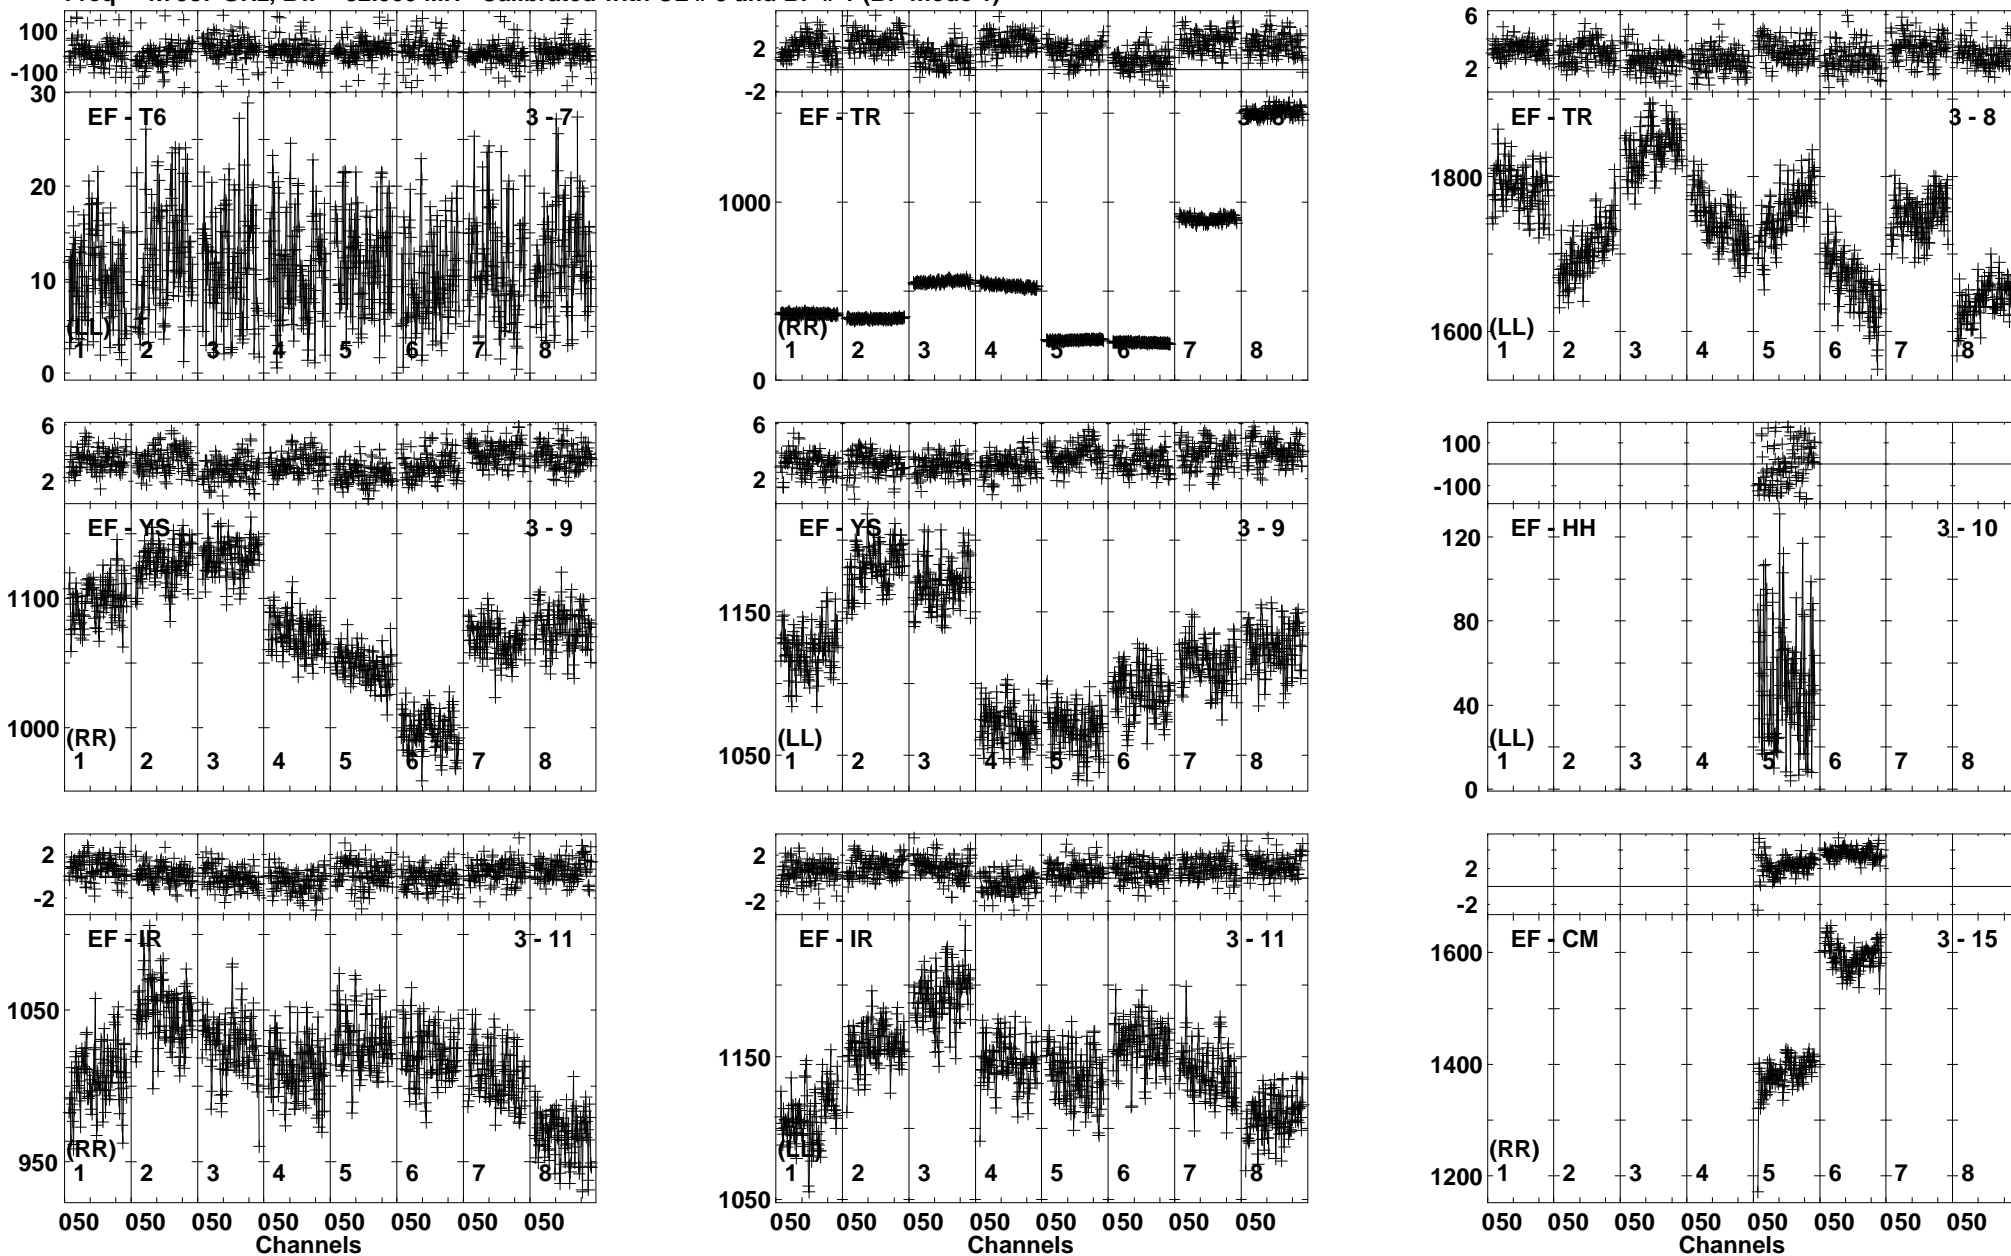 100
-100
30
20
10
0
EF - T6
3 - 7
(LL)
1 2 3 4 5 6 7 8
2
-2
1000
0
EF - TR
(RR)
1 2 3 4 5 6 7 8
6
2
1800
1600
EF - TR
3 - 8
(LL)
1 2 3 4 5 6 7 8
6
2
1100
1000
EF - YS
3 - 9
(RR)
1 2 3 4 5 6 7 8
6
2
1150
1050
EF - YS
3 - 9
(LL)
1 2 3 4 5 6 7 8
100
-100
120
80
40
0
EF - HH
3 - 10
(LL)
1 2 3 4 5 6 7 8
2
-2
1050
950
EF - IR
3 - 11
(RR)
1 2 3 4 5 6 7 8
050 050 050 050 050 050 050 050
Channels
2
-2
1150
1050
EF - IR
3 - 11
(LL)
1 2 3 4 5 6 7 8
050 050 050 050 050 050 050 050
Channels
2
-2
1600
1400
1200
EF - CM
3 - 15
(RR)
1 2 3 4 5 6 7 8
050 050 050 050 050 050 050 050
Channels